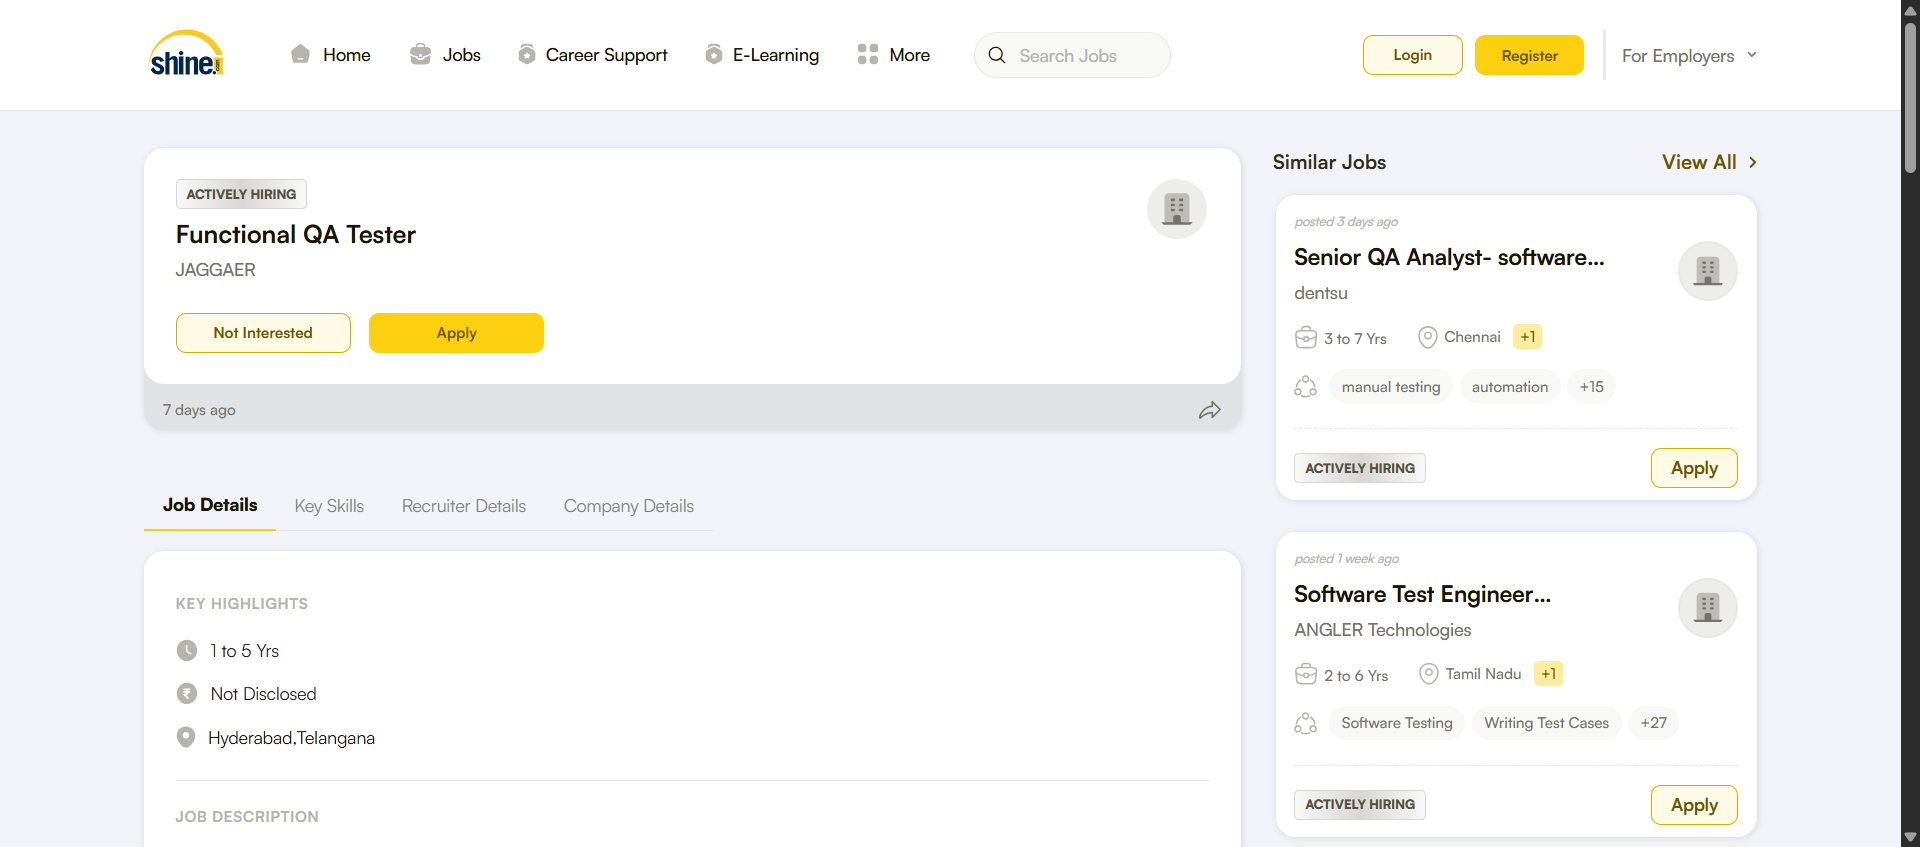 shine.com
Home
Jobs
Career Support
E-Learning
More
Search Jobs
Login
Register
For Employers
ACTIVELY HIRING
Functional QA Tester
JAGGAER
Not Interested
Apply
7 days ago
Job Details
Key Skills
Recruiter Details
Company Details
KEY HIGHLIGHTS
1 to 5 Yrs
Not Disclosed
Hyderabad,Telangana
JOB DESCRIPTION
Similar Jobs
View All
posted 3 days ago
Senior QA Analyst- software...
dentsu
3 to 7 Yrs
Chennai
+1
manual testing
automation
+15
ACTIVELY HIRING
Apply
posted 1 week ago
Software Test Engineer...
ANGLER Technologies
2 to 6 Yrs
Tamil Nadu
+1
Software Testing
Writing Test Cases
+27
ACTIVELY HIRING
Apply